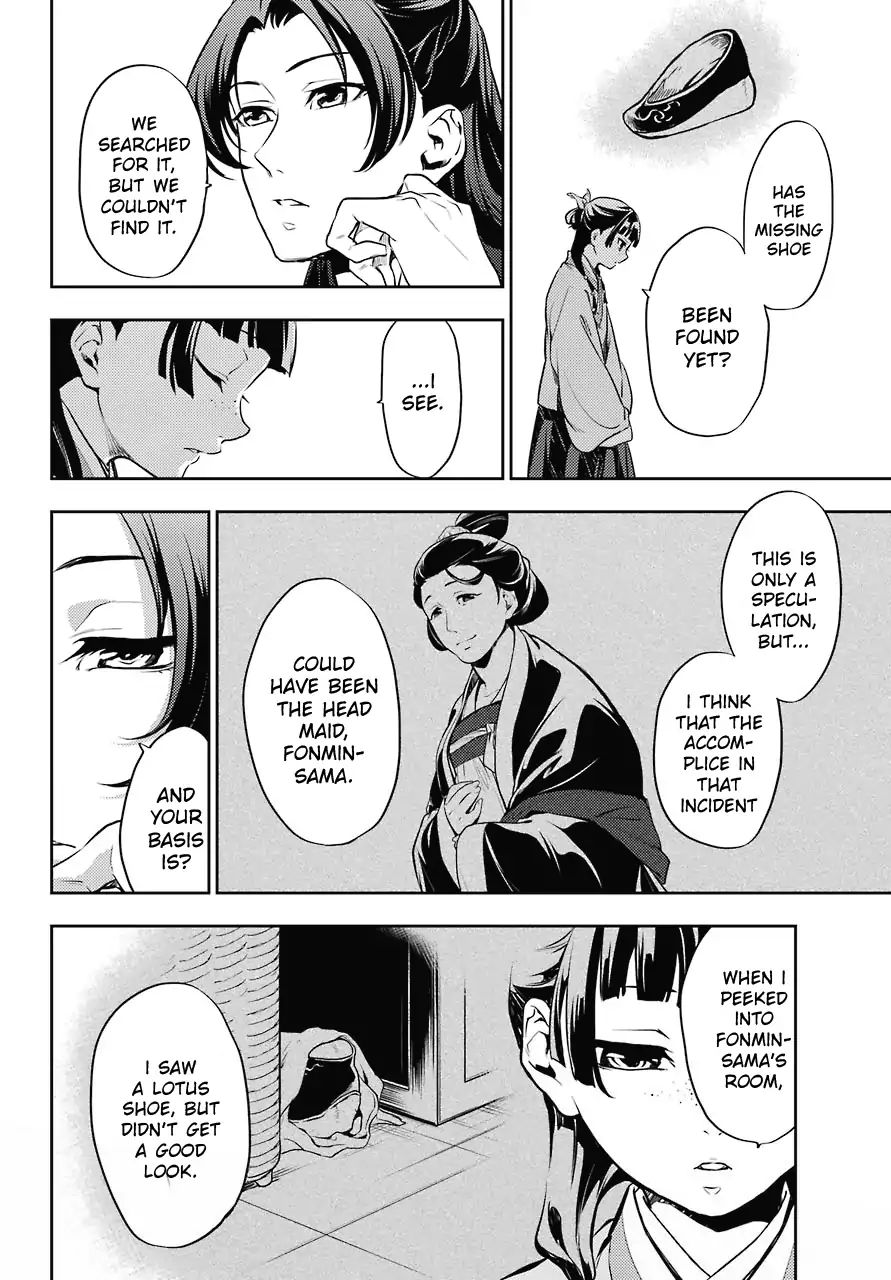 HAS
THE
MISSING
SHOE
BEEN
FOUND
YET?
WE
SEARCHED
FOR IT,
BUT WE
COULDN'T
FIND IT.
...I
SEE.
THIS IS
ONLY A
SPECU-
LATION,
BUT...
I THINK
THAT THE
ACCOM-
PLICE IN
THAT
INCIDENT
COULD
HAVE BEEN
THE HEAD
MAID,
FONMIN-
SAMA.
AND
YOUR
BASIS
IS?
WHEN I
PEEKED
INTO
FONMIN-
SAMA'S
ROOM,
I SAW
A LOTUS
SHOE, BUT
DIDN'T GET
A GOOD
LOOK.